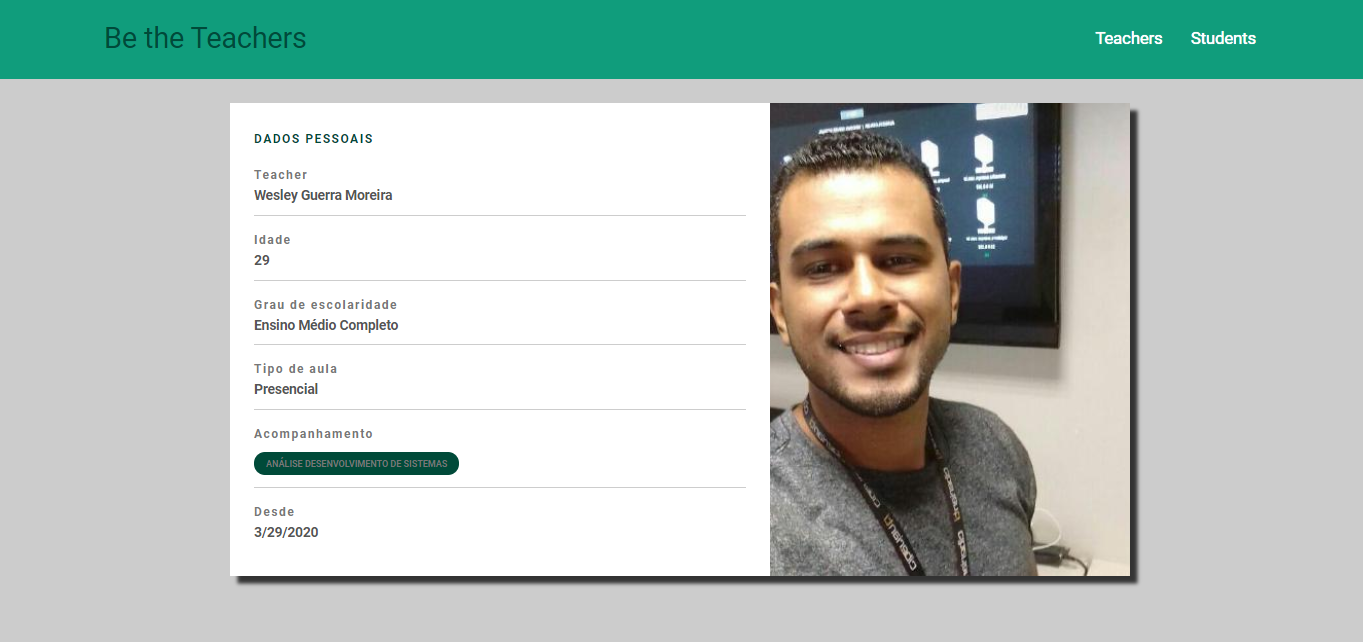 Be the Teachers
Teachers Students
DADOS PESSOAIS
Teacher
Wesley Guerra Moreira
Idade
29
Grau de escolaridade
Ensino Médio Completo
Tipo de aula
Presencial
Acompanhamento
ANÁLISE DESENVOLVIMENTO DE SISTEMAS
Desde
3/29/2020